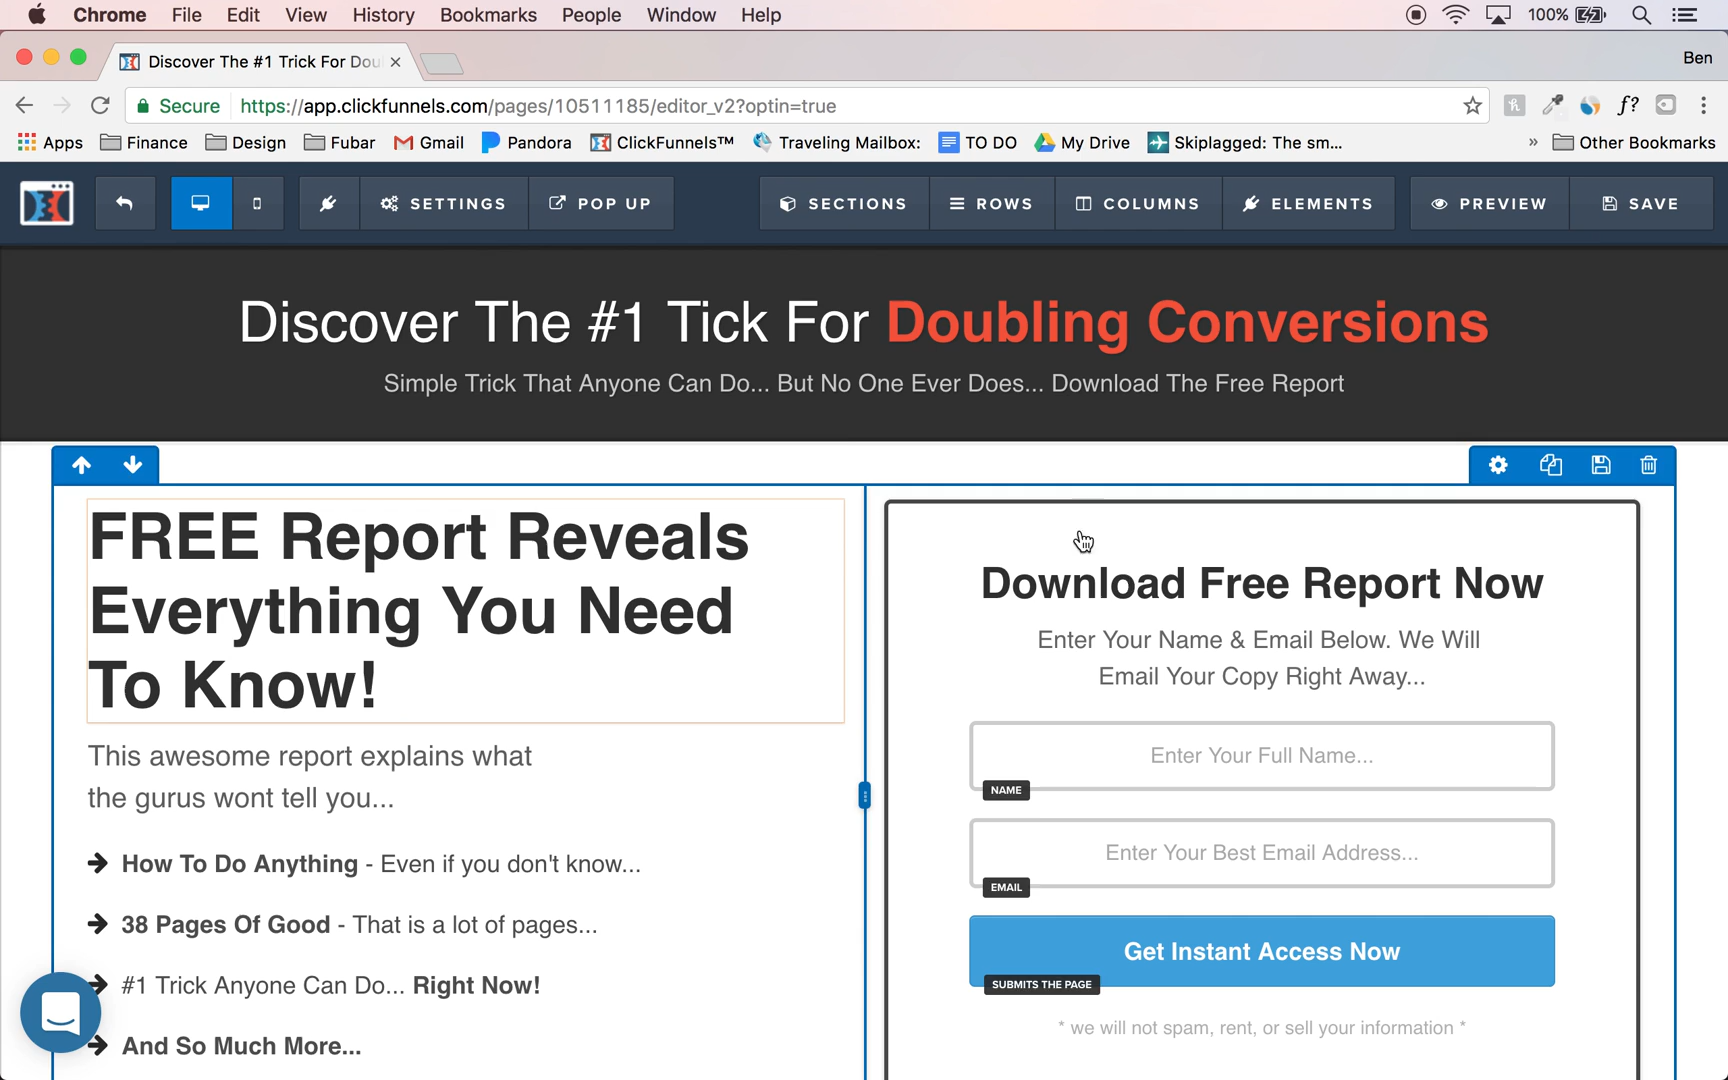 Chrome File Edit View History Bookmarks People Window Help 100%
Discover The #1 Trick For Dou Ben
Secure https://app.clickfunnels.com/pages/10511185/editor_v2?optin=true f?
Apps Finance Design Fubar Gmail Pandora ClickFunnels™ Traveling Mailbox: TO DO My Drive Skiplagged: The sm... » Other Bookmarks
SETTINGS POP UP SECTIONS ROWS COLUMNS ELEMENTS PREVIEW SAVE
Discover The #1 Tick For Doubling Conversions
Simple Trick That Anyone Can Do... But No One Ever Does... Download The Free Report
FREE Report Reveals
Everything You Need
To Know!
This awesome report explains what
the gurus wont tell you...
How To Do Anything - Even if you don't know...
38 Pages Of Good - That is a lot of pages...
#1 Trick Anyone Can Do... Right Now!
And So Much More...
Download Free Report Now
Enter Your Name & Email Below. We Will
Email Your Copy Right Away...
Enter Your Full Name...
NAME
Enter Your Best Email Address...
EMAIL
Get Instant Access Now
SUBMITS THE PAGE
* we will not spam, rent, or sell your information *